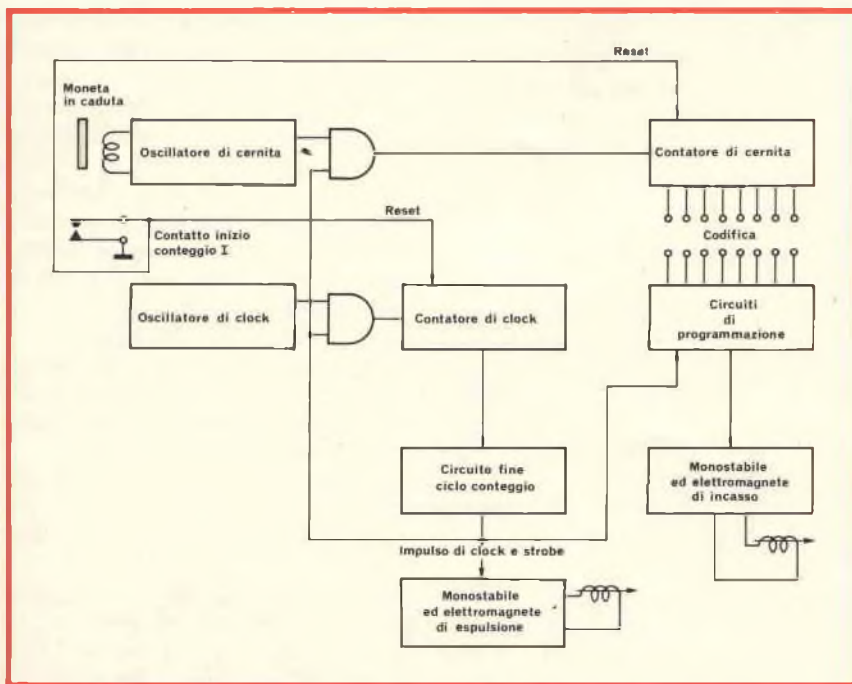 Reset
Moneta
in caduta
Oscillatore di cernita
Contatore di cernita
Reset
Contatto inizio
conteggio I
Codifica
Oscillatore di clock
Contatore di clock
Circuiti
di
programmazione
Circuito fine
ciclo conteggio
Monostabile
ed elettromagnete
di incasso
Impulso di clock e strobe
Monostabile
ed elettromagnete
di espulsione